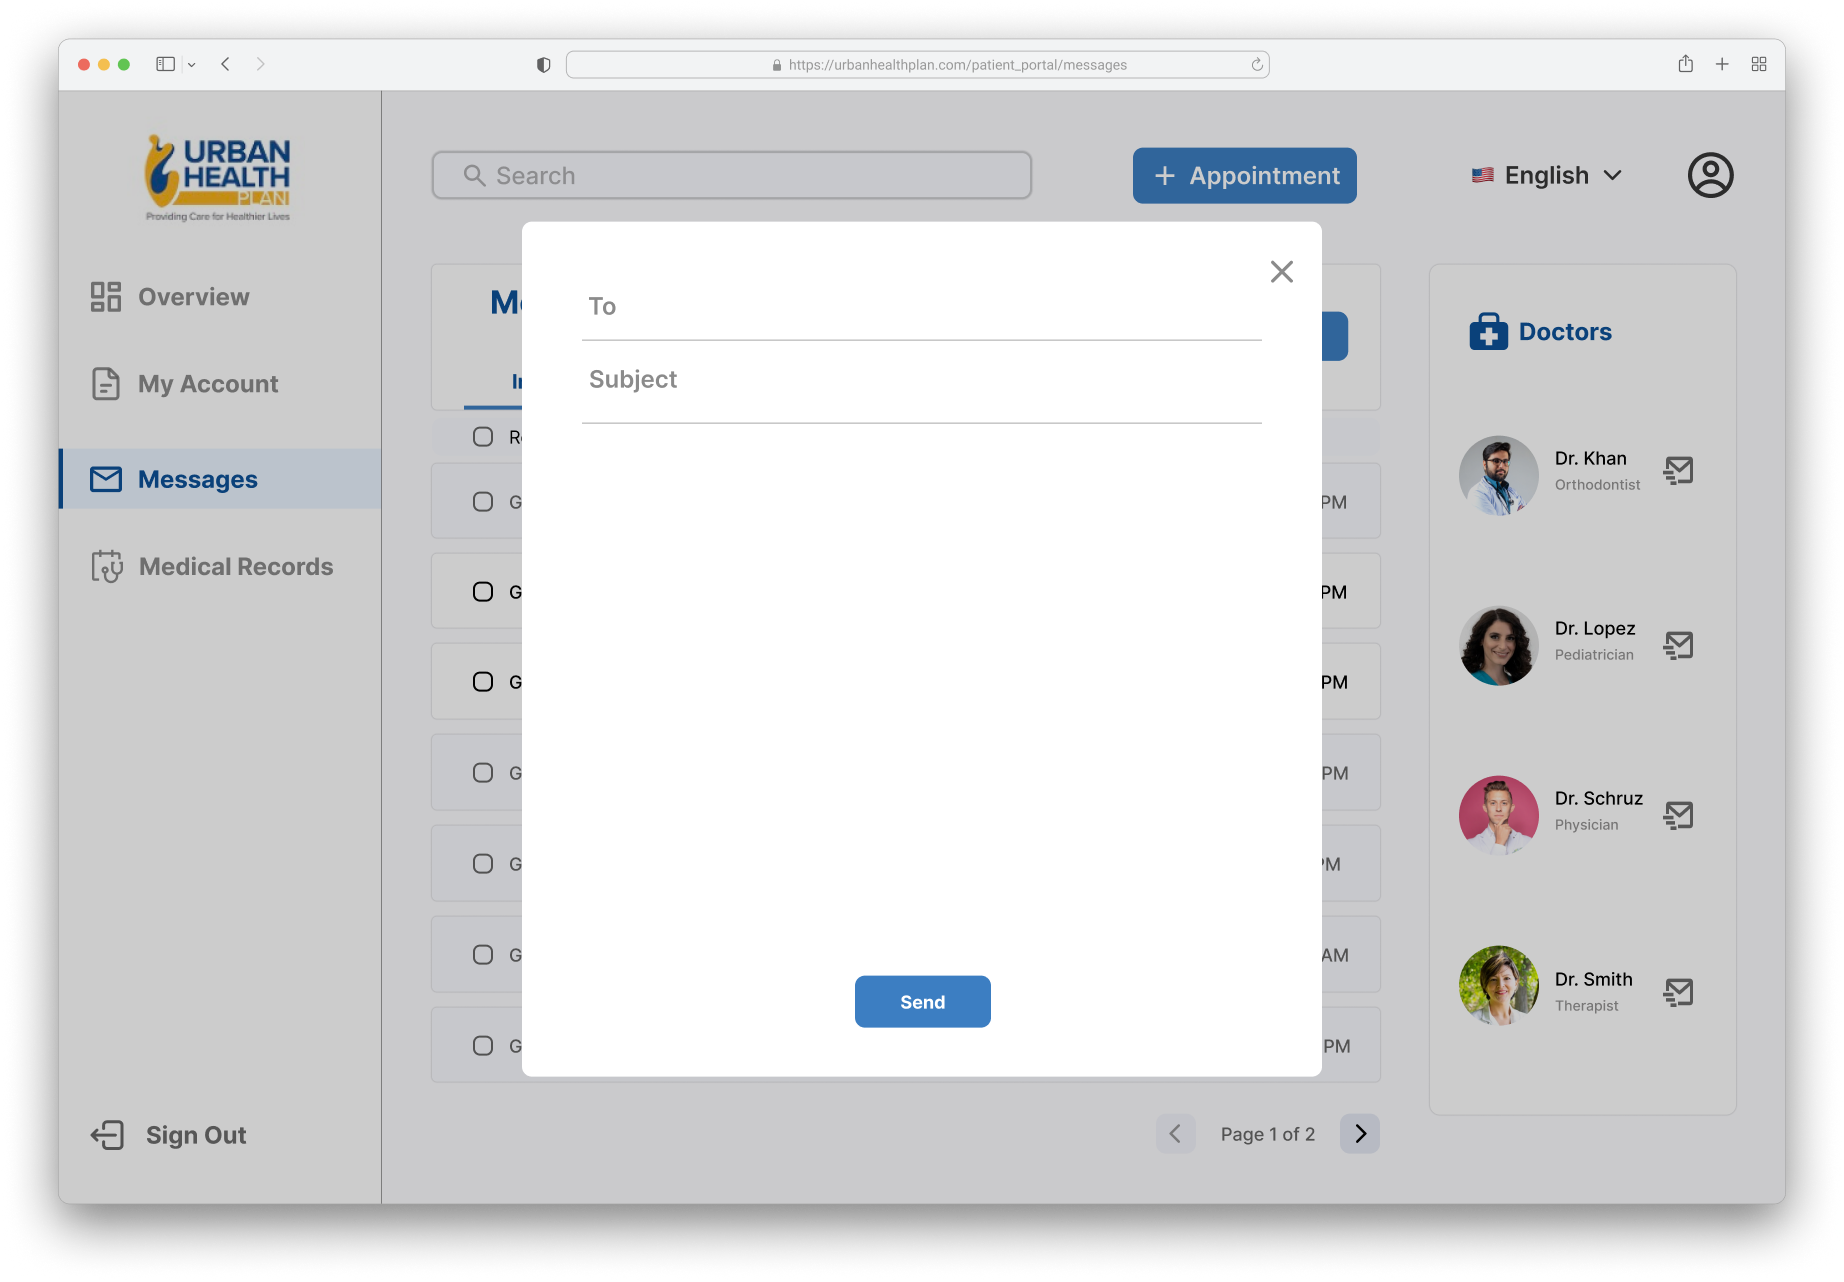 https://urbanhealthplan.com/patient_portal/messages
URBAN
HEALTH
PLAN
Providing Care for Healthier Lives
Search
+ Appointment
English
Overview
My Account
Messages
Medical Records
Sign Out
To
Subject
Send
PM
PM
PM
PM
PM
AM
PM
Page 1 of 2
Doctors
Dr. Khan
Orthodontist
Dr. Lopez
Pediatrician
Dr. Schruz
Physician
Dr. Smith
Therapist